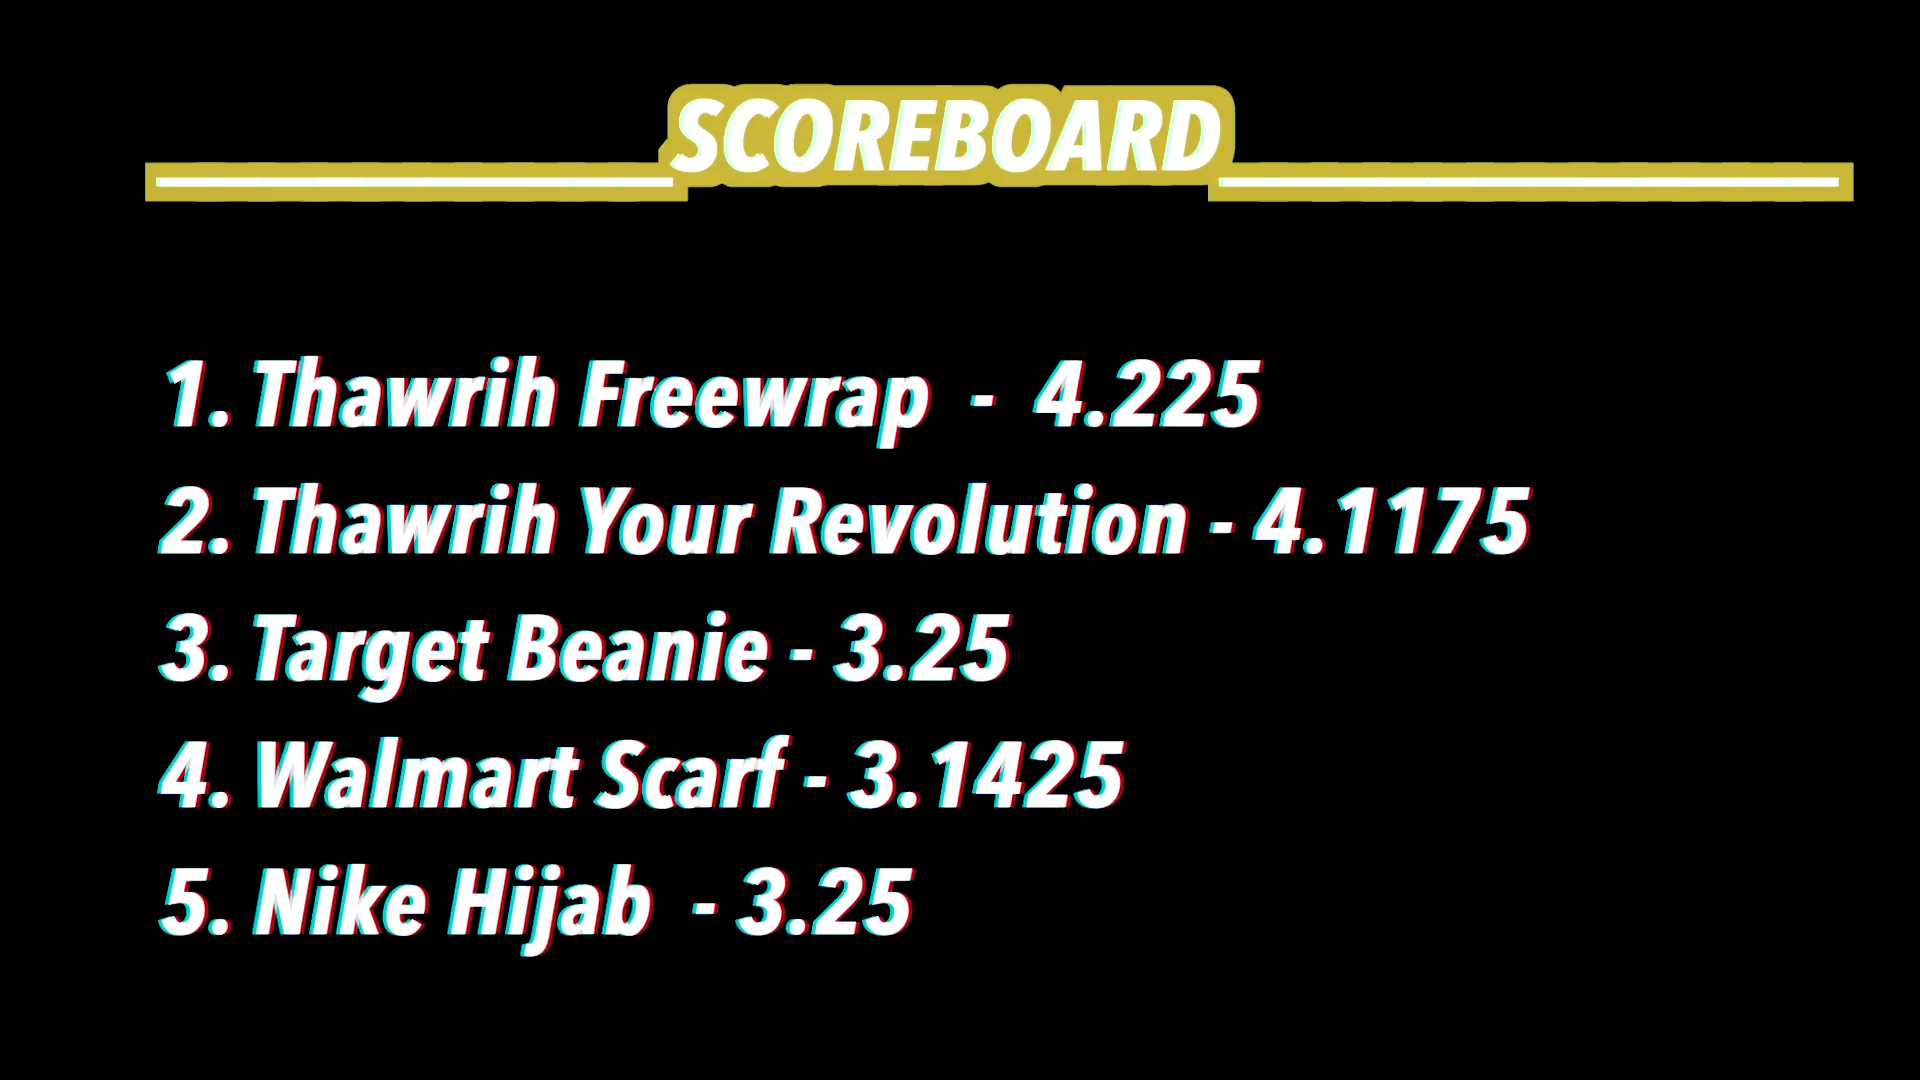 SCOREBOARD
1. Thawrih Freewrap - 4.225
2. Thawrih Your Revolution - 4.1175
3. Target Beanie - 3.25
4. Walmart Scarf - 3.1425
5. Nike Hijab - 3.25